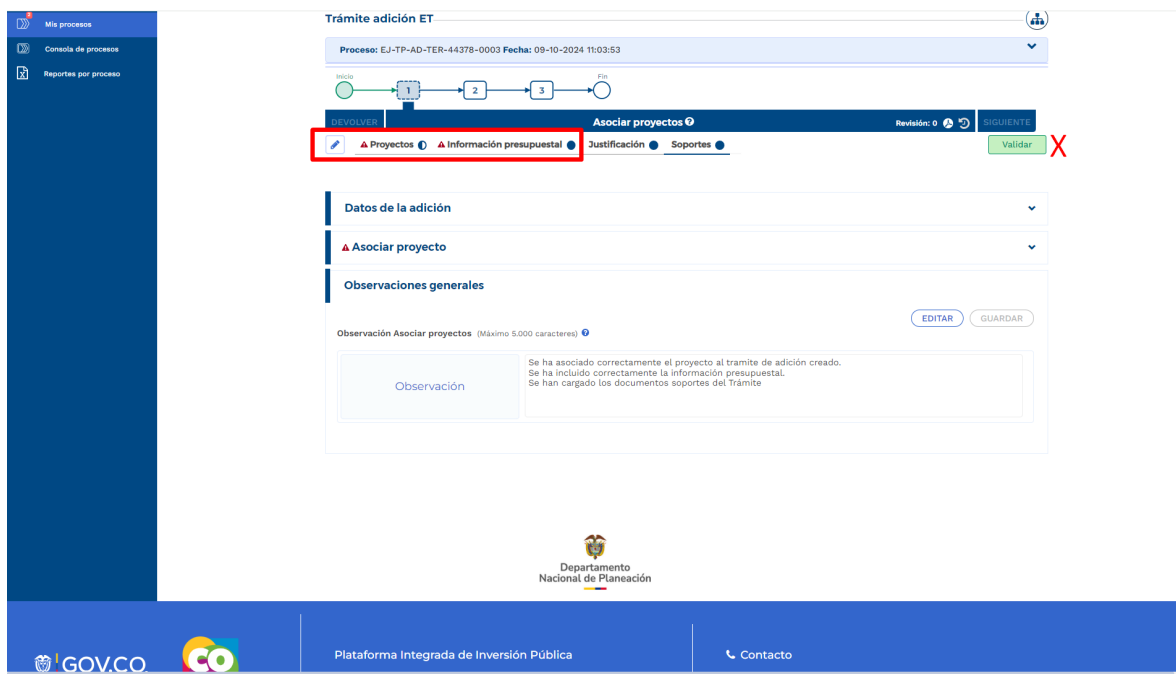 Mis procesos
Consola de procesos
Reportes por proceso
Trámite adición ET
Proceso: EJ-TP-AD-TER-44378-0003 Fecha: 09-10-2024 11:03:53
Inicio
Fin
1
2
3
DEVOLVER
Asociar proyectos
Revisión: 0
SIGUIENTE
Proyectos
Información presupuestal
Justificación
Soportes
Validar
X
Datos de la adición
Asociar proyecto
Observaciones generales
EDITAR
GUARDAR
Observación Asociar proyectos (Máximo 5.000 caracteres)
Observación
Se ha asociado correctamente el proyecto al tramite de adición creado.
Se ha incluido correctamente la información presupuestal.
Se han cargado los documentos soportes del Trámite
Departamento
Nacional de Planeación
GOV.CO
CO
Plataforma Integrada de Inversión Pública
Contacto